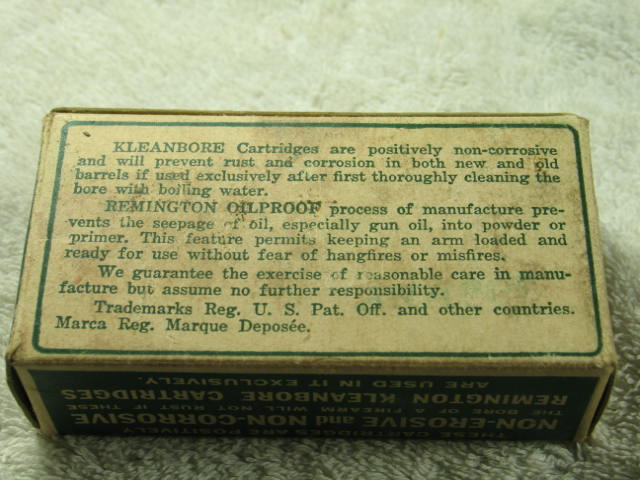 KLEANBORE Cartridges are positively non-corrosive
and will prevent rust and corrosion in both new and old
barrels if used exclusively after first thoroughly cleaning the
bore with boiling water.
REMINGTON OILPROOF process of manufacture pre-
vents the seepage of oil, especially gun oil, into powder or
primer. This feature permits keeping an arm loaded and
ready for use without fear of hangfires or misfires.
We guarantee the exercise of reasonable care in manu-
facture but assume no further responsibility.
Trademarks Reg. U. S. Pat. Off. and other countries.
Marca Reg. Marque Deposée.
THESE CARTRIDGES ARE POSITIVELY
NON-EROSIVE and NON-CORROSIVE
THE BORE OF A FIREARM WILL NOT RUST IF THESE
REMINGTON KLEANBORE CARTRIDGES
ARE USED IN IT EXCLUSIVELY.